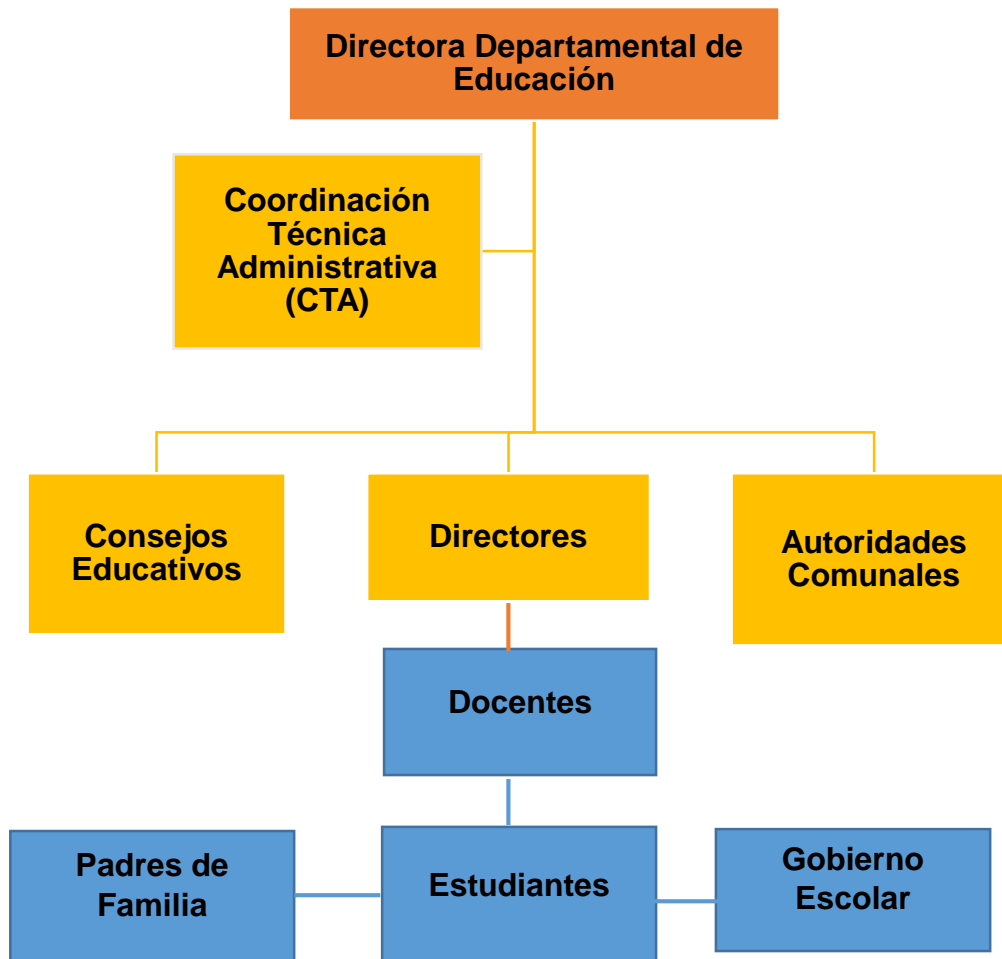 Directora Departamental de
Educación
Coordinación
Técnica
Administrativa
(CTA)
Consejos
Educativos
Directores
Autoridades
Comunales
Docentes
Padres de
Familia
Estudiantes
Gobierno
Escolar